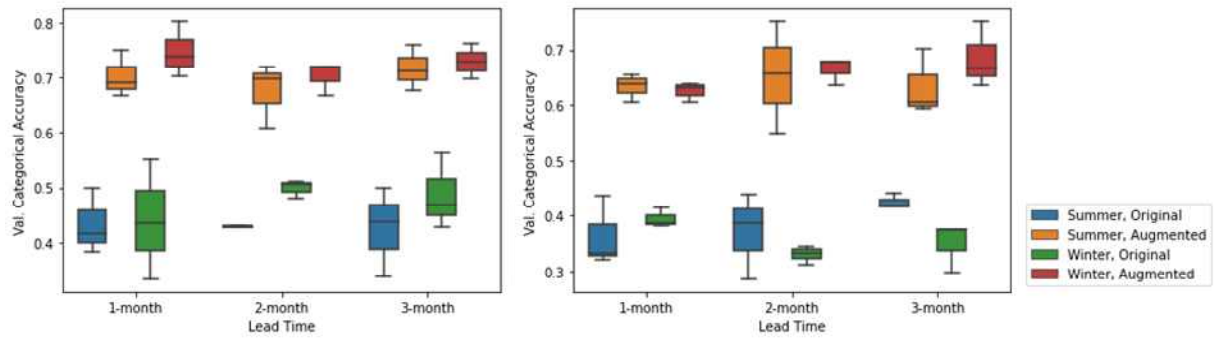 Val. Categorical Accuracy
0.8
0.7
0.6
0.5
0.4
1-month
2-month
3-month
Lead Time
Val. Categorical Accuracy
0.7
0.6
0.5
0.4
0.3
1-month
2-month
3-month
Lead Time
Summer, Original
Summer, Augmented
Winter, Original
Winter, Augmented